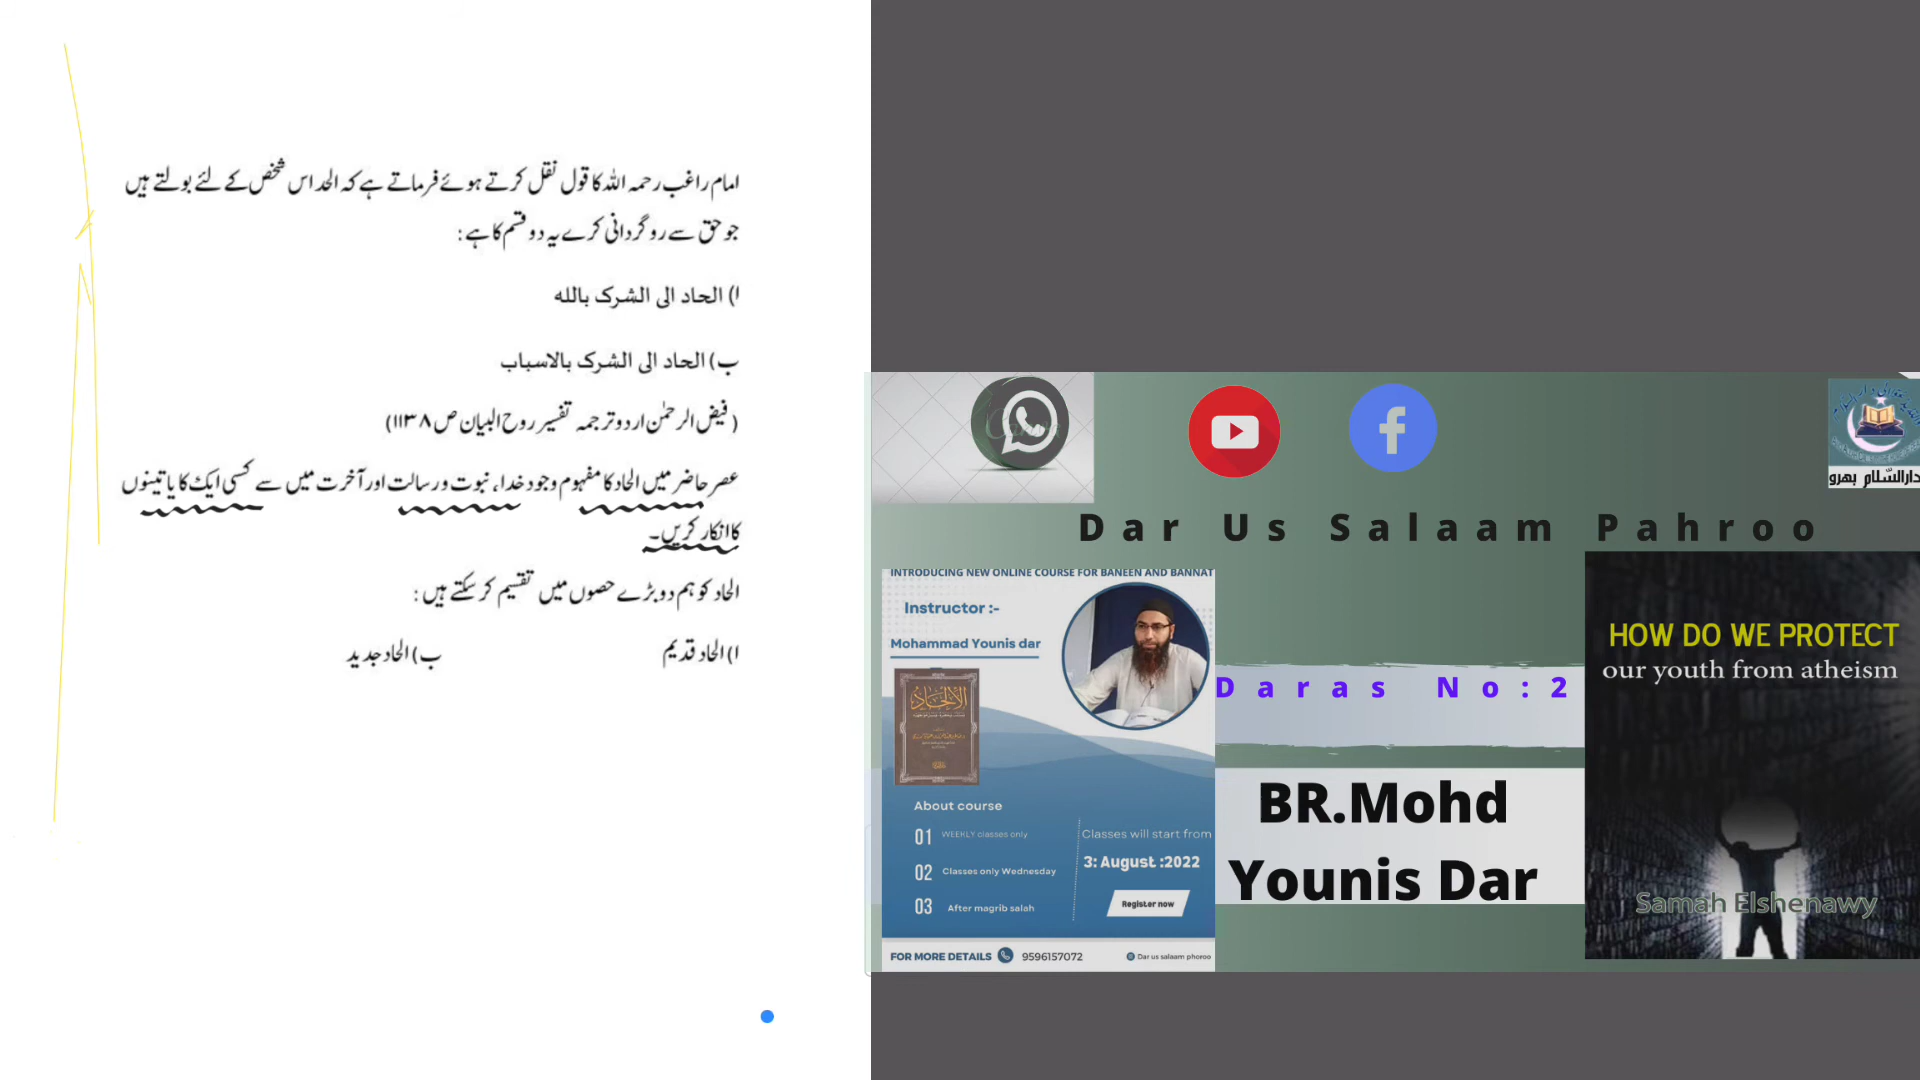 امام راغب رحمہ اللہ کا قول نقل کرتے ہوئے فرماتے ہے کہ الحد اس شخص کے لئے بولتے ہیں
جو حق سے روگردانی کرے یہ دو قسم کا ہے :
ا) الحاد الی الشرک باللہ
ب) الحاد الی الشرک بالاسباب
( فیض الرحمٰن اردو ترجمہ تفسیر روح البیان ص ۱۱۳۸)
عصر حاضر میں الحاد کا مفہوم وجود خدا، نبوت و رسالت اور آخرت میں سے کسی ایک کا یا تینوں
کا انکار کریں۔
الحاد کو ہم دو بڑے حصوں میں تقسیم کر سکتے ہیں :
ا) الحاد قدیم ب) الحاد جدید
دارالسّلام پهرو
Dar Us Salaam Pahroo
INTRODUCING NEW ONLINE COURSE FOR BANEEN AND BANNAT
Instructor :-
Mohammad Younis dar
الإلحاد
About course
01 WEEKLY classes only
02 Classes only Wednesday
03 After magrib salah
Classes will start from
3: August :2022
Register now
FOR MORE DETAILS 9596157072 Dar us salaam phoroo
Daras No:2
BR.Mohd
Younis Dar
HOW DO WE PROTECT
our youth from atheism
Samah Elshenawy